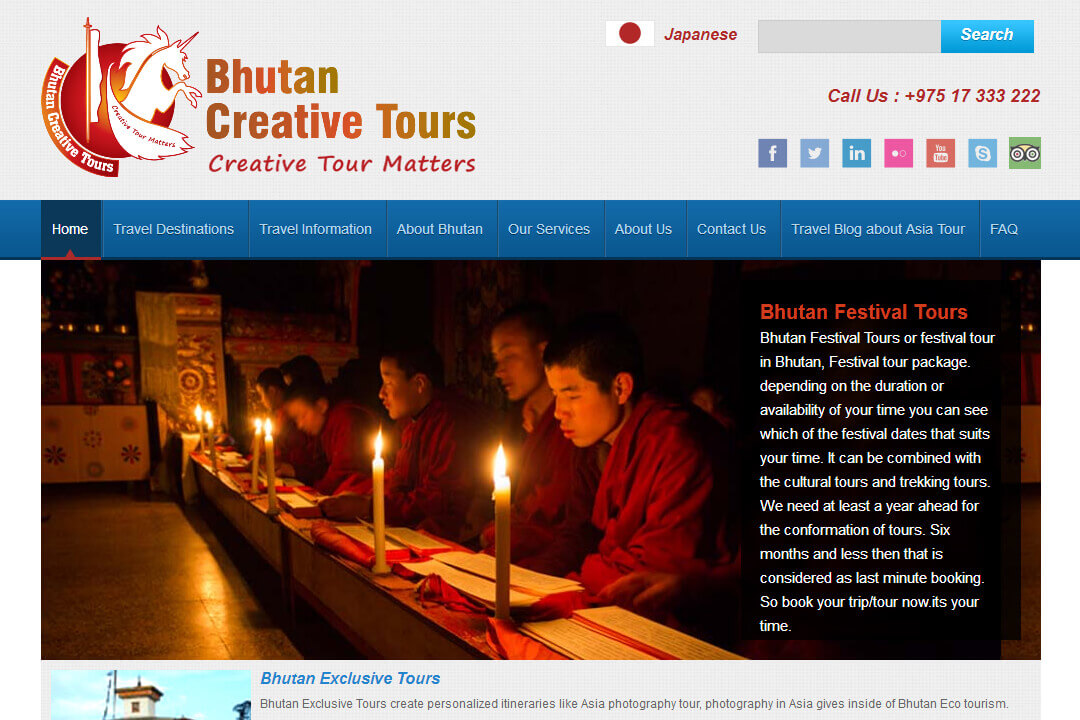 Bhutan Creative Tours
Creative Tour Matters
Bhutan
Creative Tours
Creative Tour Matters
Japanese
Search
Call Us : +975 17 333 222
f
in
You
Tube
S
Home
Travel Destinations
Travel Information
About Bhutan
Our Services
About Us
Contact Us
Travel Blog about Asia Tour
FAQ
Bhutan Festival Tours
Bhutan Festival Tours or festival tour
in Bhutan, Festival tour package.
depending on the duration or
availability of your time you can see
which of the festival dates that suits
your time. It can be combined with
the cultural tours and trekking tours.
We need at least a year ahead for
the conformation of tours. Six
months and less then that is
considered as last minute booking.
So book your trip/tour now.its your
time.
Bhutan Exclusive Tours
Bhutan Exclusive Tours create personalized itineraries like Asia photography tour, photography in Asia gives inside of Bhutan Eco tourism.